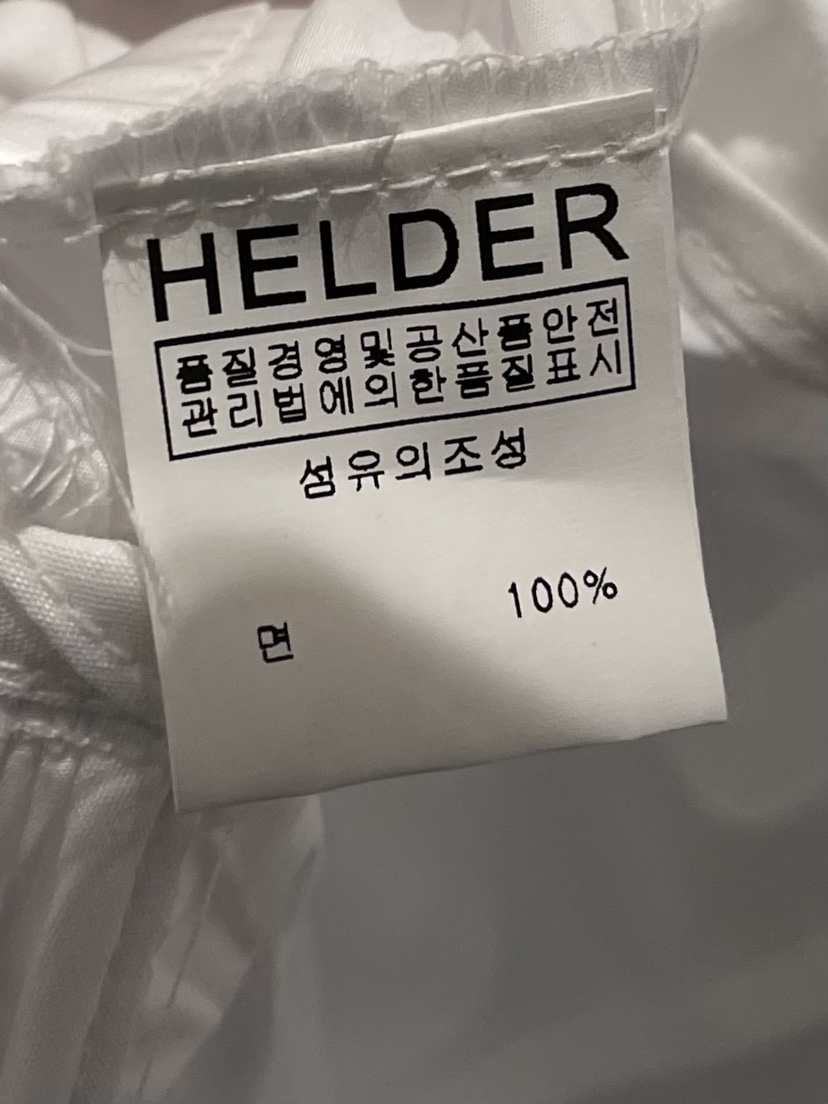 HELDER
품질경영및공산품안전
관리법에의한품질표시
섬유의조성
면 100%